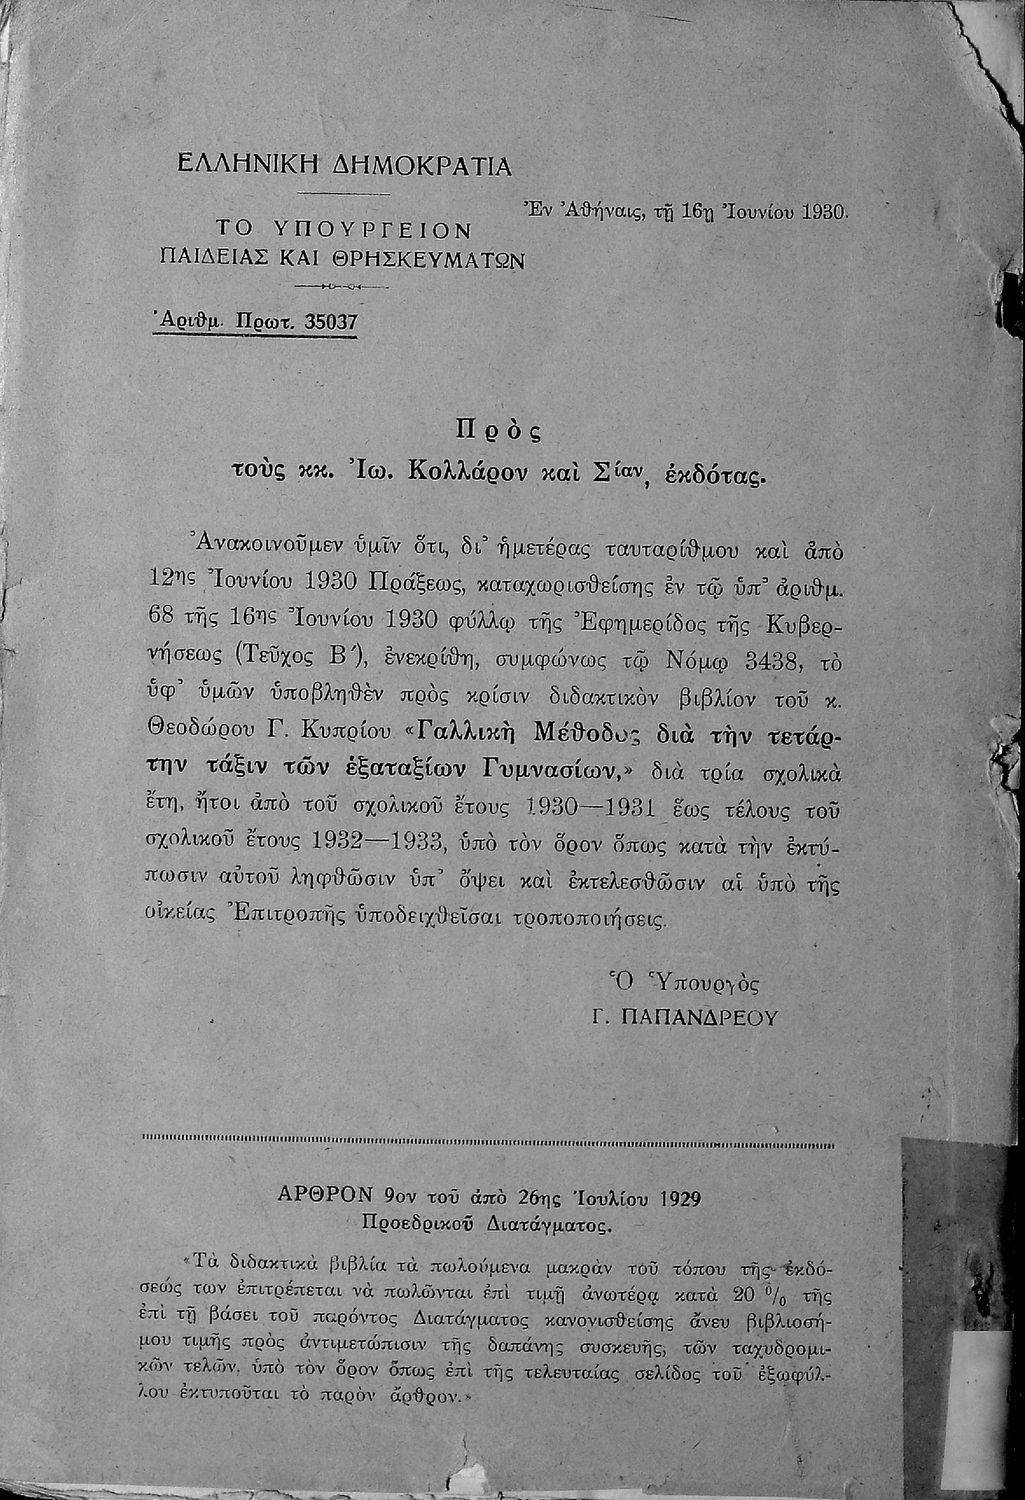 ΕΛΛΗΝΙΚΗ ΔΗΜΟΚΡΑΤΙΑ
Ἐν Ἀθήναις, τῇ 16ῃ Ἰουνίου 1930.
ΤΟ ΥΠΟΥΡΓΕΙΟΝ
ΠΑΙΔΕΙΑΣ ΚΑΙ ΘΡΗΣΚΕΥΜΑΤΩΝ
Ἀριθμ. Πρωτ. 35037
Πρὸς
τοὺς κκ. Ἰω. Κολλάρον καὶ Σίαν, ἐκδότας.
Ἀνακοινοῦμεν ὑμῖν ὅτι, δι’ ἡμετέρας ταυταρίθμου καὶ ἀπὸ
12ης Ἰουνίου 1930 Πράξεως, καταχωρισθείσης ἐν τῷ ὑπ’ ἀριθμ.
68 τῆς 16ης Ἰουνίου 1930 φύλλῳ τῆς Ἐφημερίδος τῆς Κυβερ-
νήσεως (Τεῦχος Β΄), ἐνεκρίθη, συμφώνως τῷ Νόμῳ 3438, τὸ
ὑφ’ ὑμῶν ὑποβληθὲν πρὸς κρίσιν διδακτικὸν βιβλίον τοῦ κ.
Θεοδώρου Γ. Κυπρίου «Γαλλικὴ Μέθοδος διὰ τὴν τετάρ-
την τάξιν τῶν ἑξαταξίων Γυμνασίων,» διὰ τρία σχολικὰ
ἔτη, ἤτοι ἀπὸ τοῦ σχολικοῦ ἔτους 1930—1931 ἕως τέλους τοῦ
σχολικοῦ ἔτους 1932—1933, ὑπὸ τὸν ὅρον ὅπως κατὰ τὴν ἐκτύ-
πωσιν αὐτοῦ ληφθῶσιν ὑπ’ ὄψει καὶ ἐκτελεσθῶσιν αἱ ὑπὸ τῆς
οἰκείας Ἐπιτροπῆς ὑποδειχθεῖσαι τροποποιήσεις.
Ὁ Ὑπουργὸς
Γ. ΠΑΠΑΝΔΡΕΟΥ
ΑΡΘΡΟΝ 9ον τοῦ ἀπὸ 26ης Ἰουλίου 1929
Προεδρικοῦ Διατάγματος.
«Τὰ διδακτικὰ βιβλία τὰ πωλούμενα μακρὰν τοῦ τόπου τῆς ἐκδό-
σεώς των ἐπιτρέπεται νὰ πωλῶνται ἐπὶ τιμῇ ἀνωτέρᾳ κατὰ 20 % τῆς
ἐπὶ τῇ βάσει τοῦ παρόντος Διατάγματος κανονισθείσης ἄνευ βιβλιοσή-
μου τιμῆς πρὸς ἀντιμετώπισιν τῆς δαπάνης συσκευῆς, τῶν ταχυδρομι-
κῶν τελῶν, ὑπὸ τὸν ὅρον ὅπως ἐπὶ τῆς τελευταίας σελίδος τοῦ ἐξωφύλ-
λου ἐκτυποῦται τὸ παρὸν ἄρθρον.»